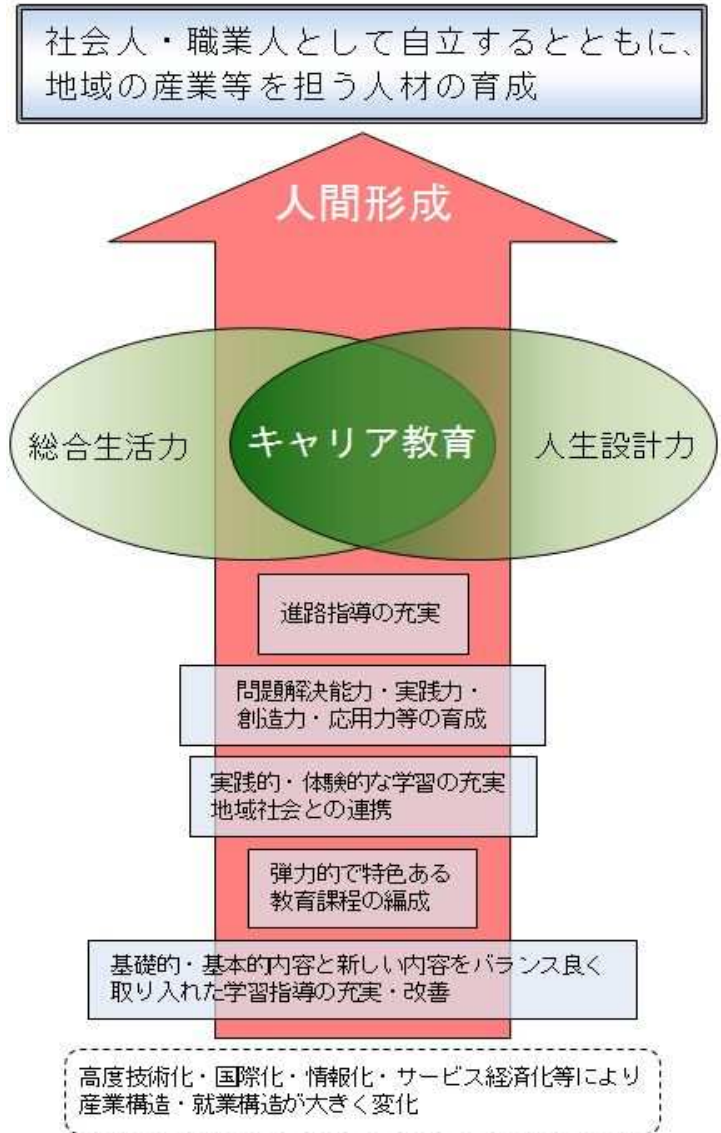 社会人・職業人として自立するとともに、
地域の産業等を担う人材の育成
人間形成
総合生活力
キャリア教育
人生設計力
進路指導の充実
問題解決能力・実践力・
創造力・応用力等の育成
実践的・体験的な学習の充実
地域社会との連携
弾力的で特色ある
教育課程の編成
基礎的・基本的内容と新しい内容をバランス良く
取り入れた学習指導の充実・改善
高度技術化・国際化・情報化・サービス経済化等により
産業構造・就業構造が大きく変化